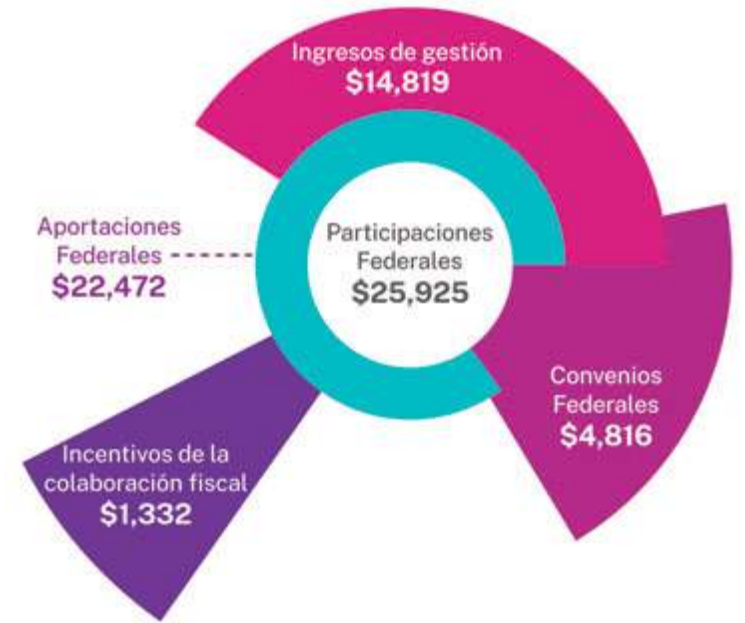 Ingresos de gestión
$14,819
Aportaciones
Federales
$22,472
Participaciones
Federales
$25,925
Convenios
Federales
$4,816
Incentivos de la
colaboración fiscal
$1,332